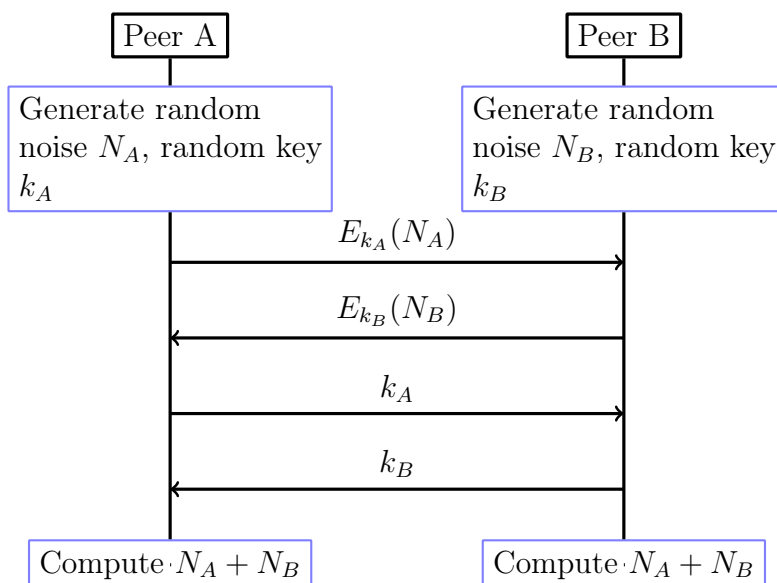 Peer A
Peer B
Generate random
noise N_A, random key
k_A
Generate random
noise N_B, random key
k_B
E_{k_A}(N_A)
E_{k_B}(N_B)
k_A
k_B
Compute N_A + N_B
Compute N_A + N_B